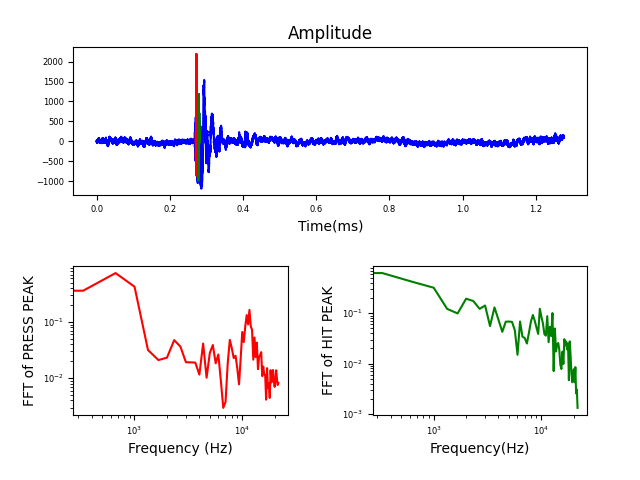 Amplitude
2000
1500
1000
500
0
−500
−1000
0.0 0.2 0.4 0.6 0.8 1.0 1.2
Time(ms)
FFT of PRESS PEAK
10⁻¹
10⁻²
10³ 10⁴
Frequency (Hz)
FFT of HIT PEAK
10⁻¹
10⁻²
10⁻³
10³ 10⁴
Frequency(Hz)